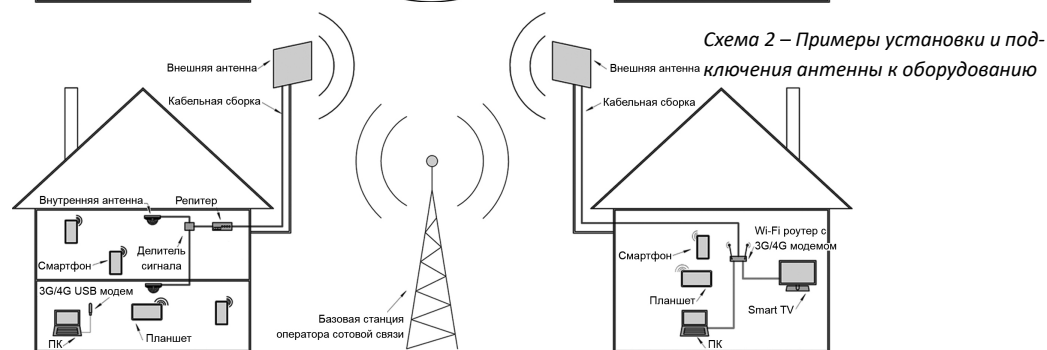 Схема 2 – Примеры установки и под-
ключения антенны к оборудованию
Внешняя антенна
Кабельная сборка
Внутренняя антенна
Репитер
Делитель
сигнала
Смартфон
3G/4G USB модем
Планшет
ПК
Базовая станция
оператора сотовой связи
Внешняя антенна
Кабельная сборка
Wi-Fi роутер с
3G/4G модемом
Смартфон
Планшет
Smart TV
ПК